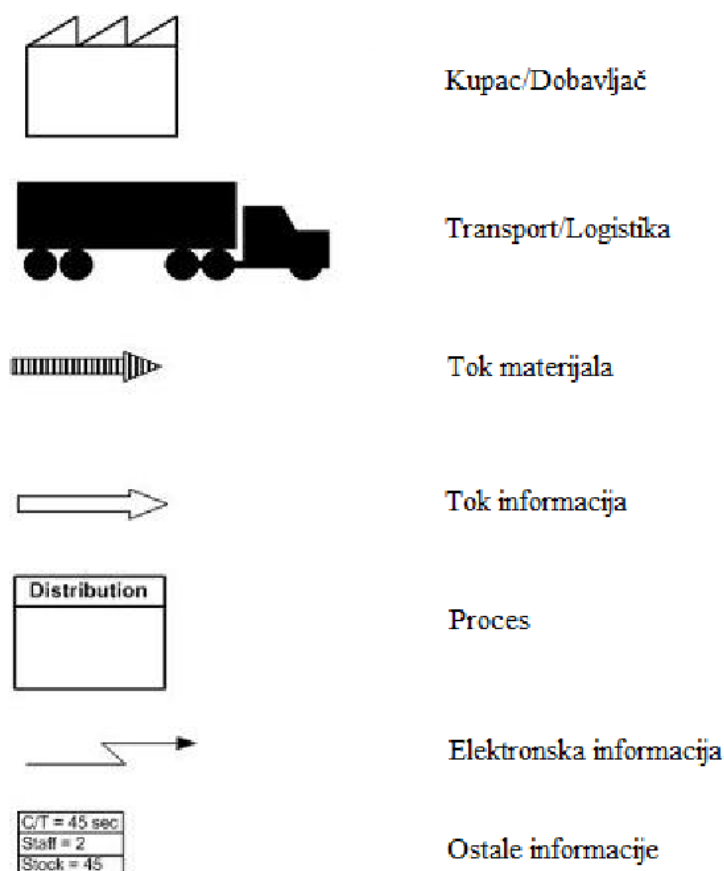 Kupac/Dobavljač
Transport/Logistika
Tok materijala
Tok informacija
Distribution
Proces
Elektronska informacija
C/T = 45 sec
Staff = 2
Stock = 45
Ostale informacije